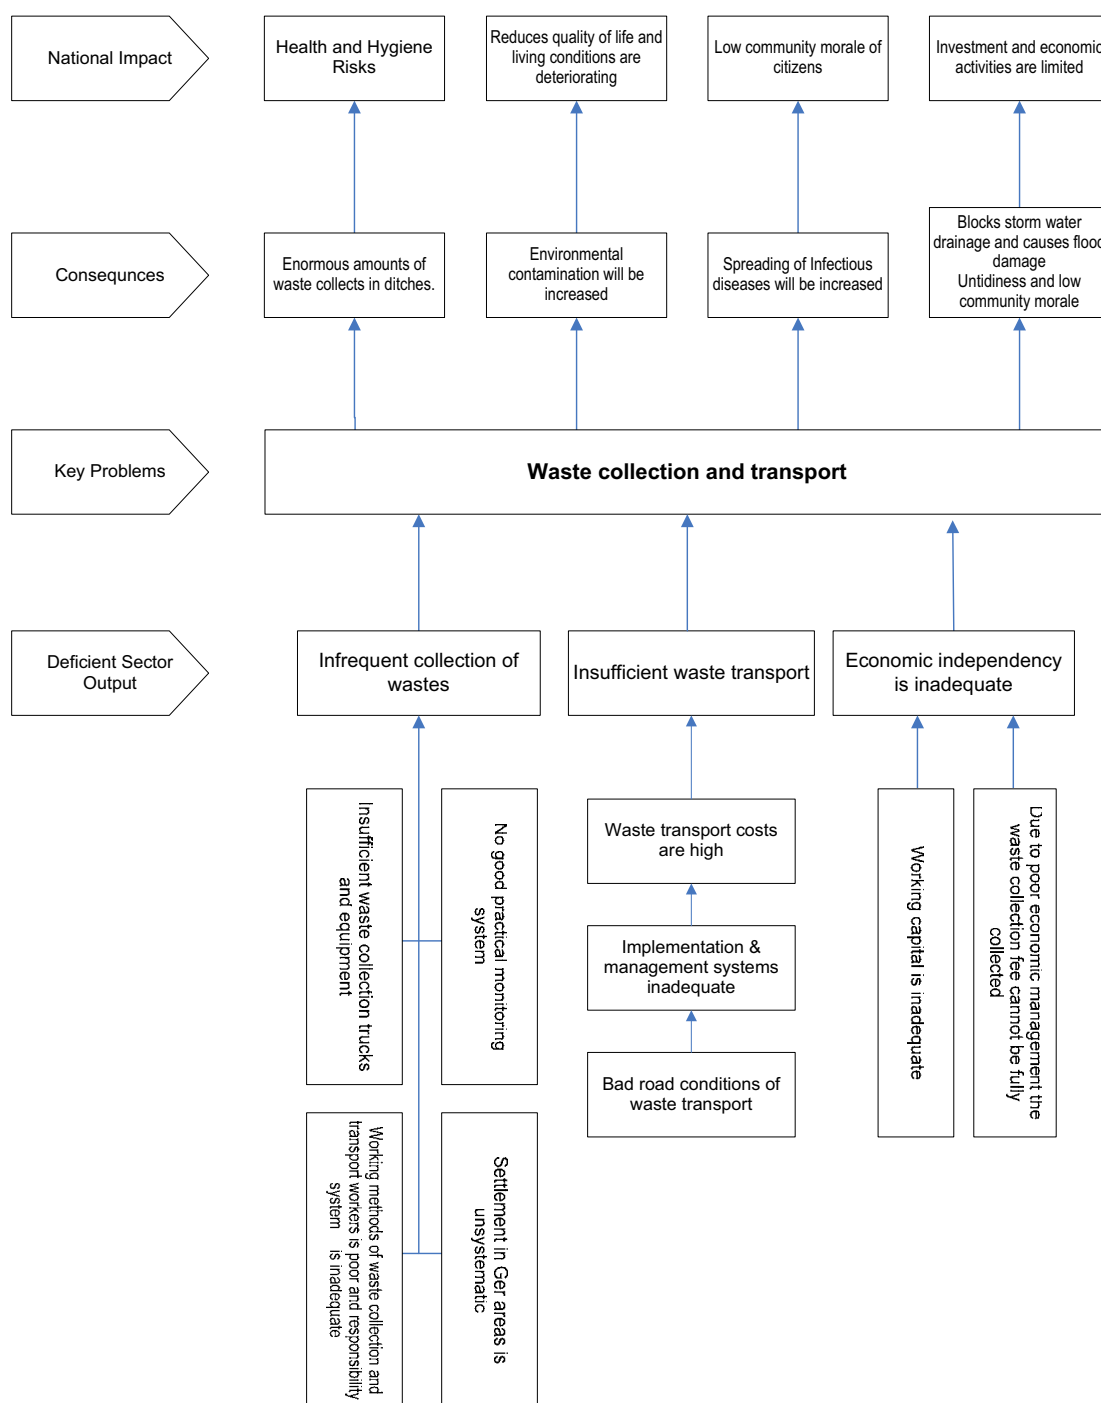 National Impact
Health and Hygiene
Risks
Reduces quality of life and
living conditions are
deteriorating
Low community morale of
citizens
Investment and economic
activities are limited
Consequnces
Enormous amounts of
waste collects in ditches.
Environmental
contamination will be
increased
Spreading of Infectious
diseases will be increased
Blocks storm water
drainage and causes flood
damage
Untidiness and low
community morale
Key Problems
Waste collection and transport
Deficient Sector
Output
Infrequent collection of
wastes
Insufficient waste transport
Economic independency
is inadequate
Insufficient waste collection trucks
and equipment
No good practical monitoring
system
Waste transport costs
are high
Implementation &
management systems
inadequate
Bad road conditions of
waste transport
Working capital is inadequate
Due to poor economic management the
waste collection fee cannot be fully
collected
Working methods of waste collection and
transport workers is poor and responsibility
system is inadequate
Settlement in Ger areas is
unsystematic